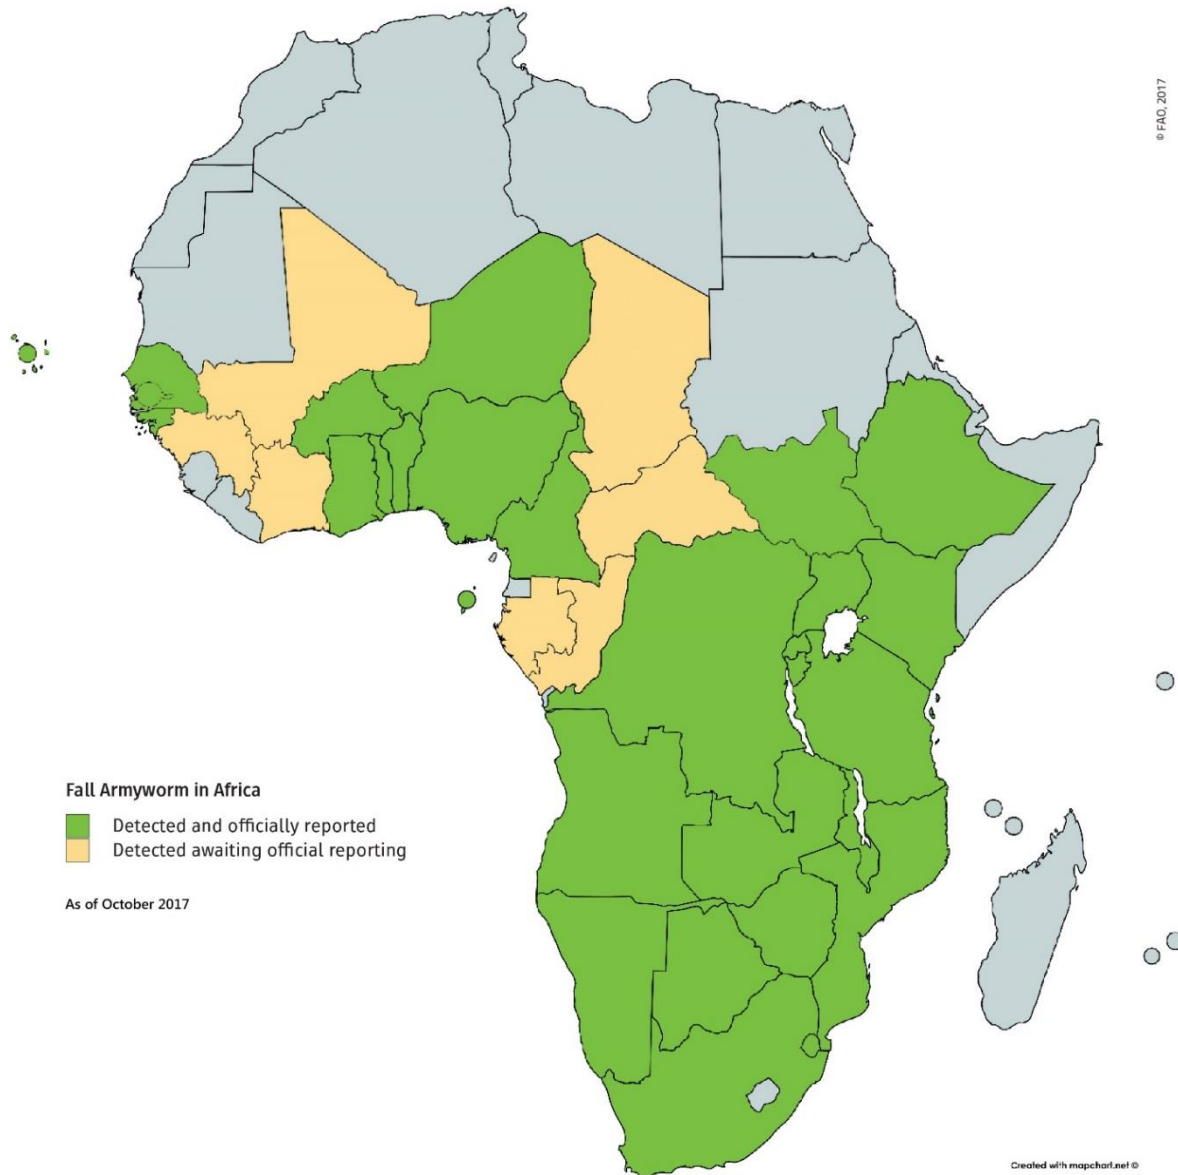 © FAO, 2017
Fall Armyworm in Africa
Detected and officially reported
Detected awaiting official reporting
As of October 2017
Created with mapchart.net ©